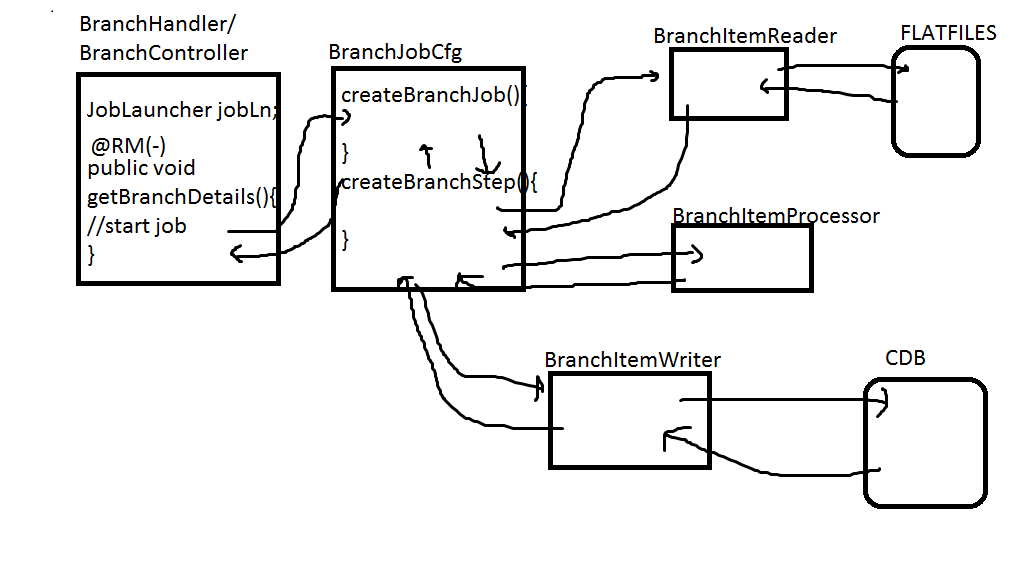 BranchHandler/
BranchController
JobLauncher jobLn;
@RM(-)
public void
getBranchDetails(){
//start job
}
BranchJobCfg
createBranchJob(){
}
createBranchStep(){
}
BranchItemReader
FLATFILES
BranchItemProcessor
BranchItemWriter
CDB